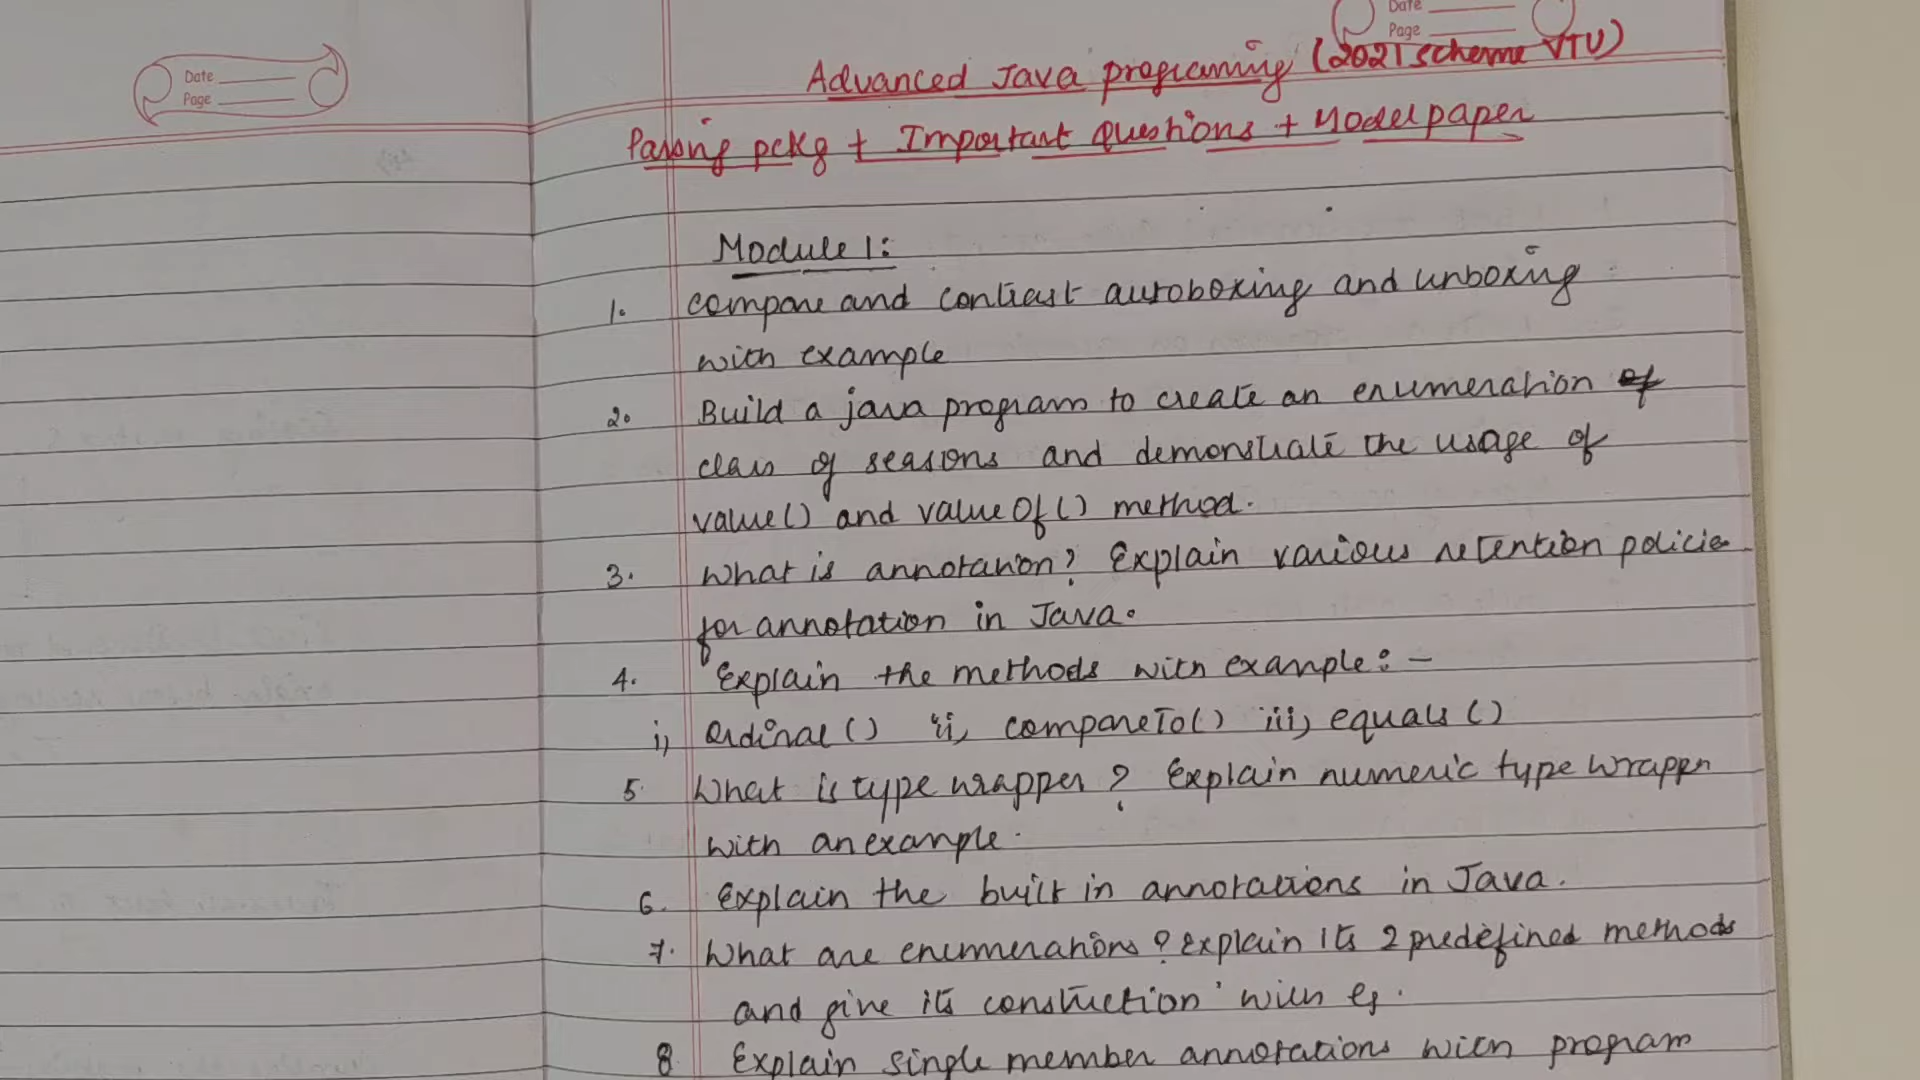 Date
Page
Date
Page
Advanced Java programing (2021 scheme VTU)
Passing pckg + Important Questions + Model paper
Module 1:
1. compare and contrast autoboxing and unboxing
with example
2. Build a java program to create an enumeration of
class of seasons and demonstrate the usage of
value() and valueOf() method.
3. What is annotation? Explain various retention policies
for annotation in Java.
4. Explain the methods with example: -
i) ordinal() ii) compareTo() iii) equals()
5. What is type wrapper? Explain numeric type wrapper
with an example.
6. Explain the built in annotations in Java.
7. What are enumerations? explain its 2 predefined methods
and give its construction with eg.
8 Explain single member annotations with program